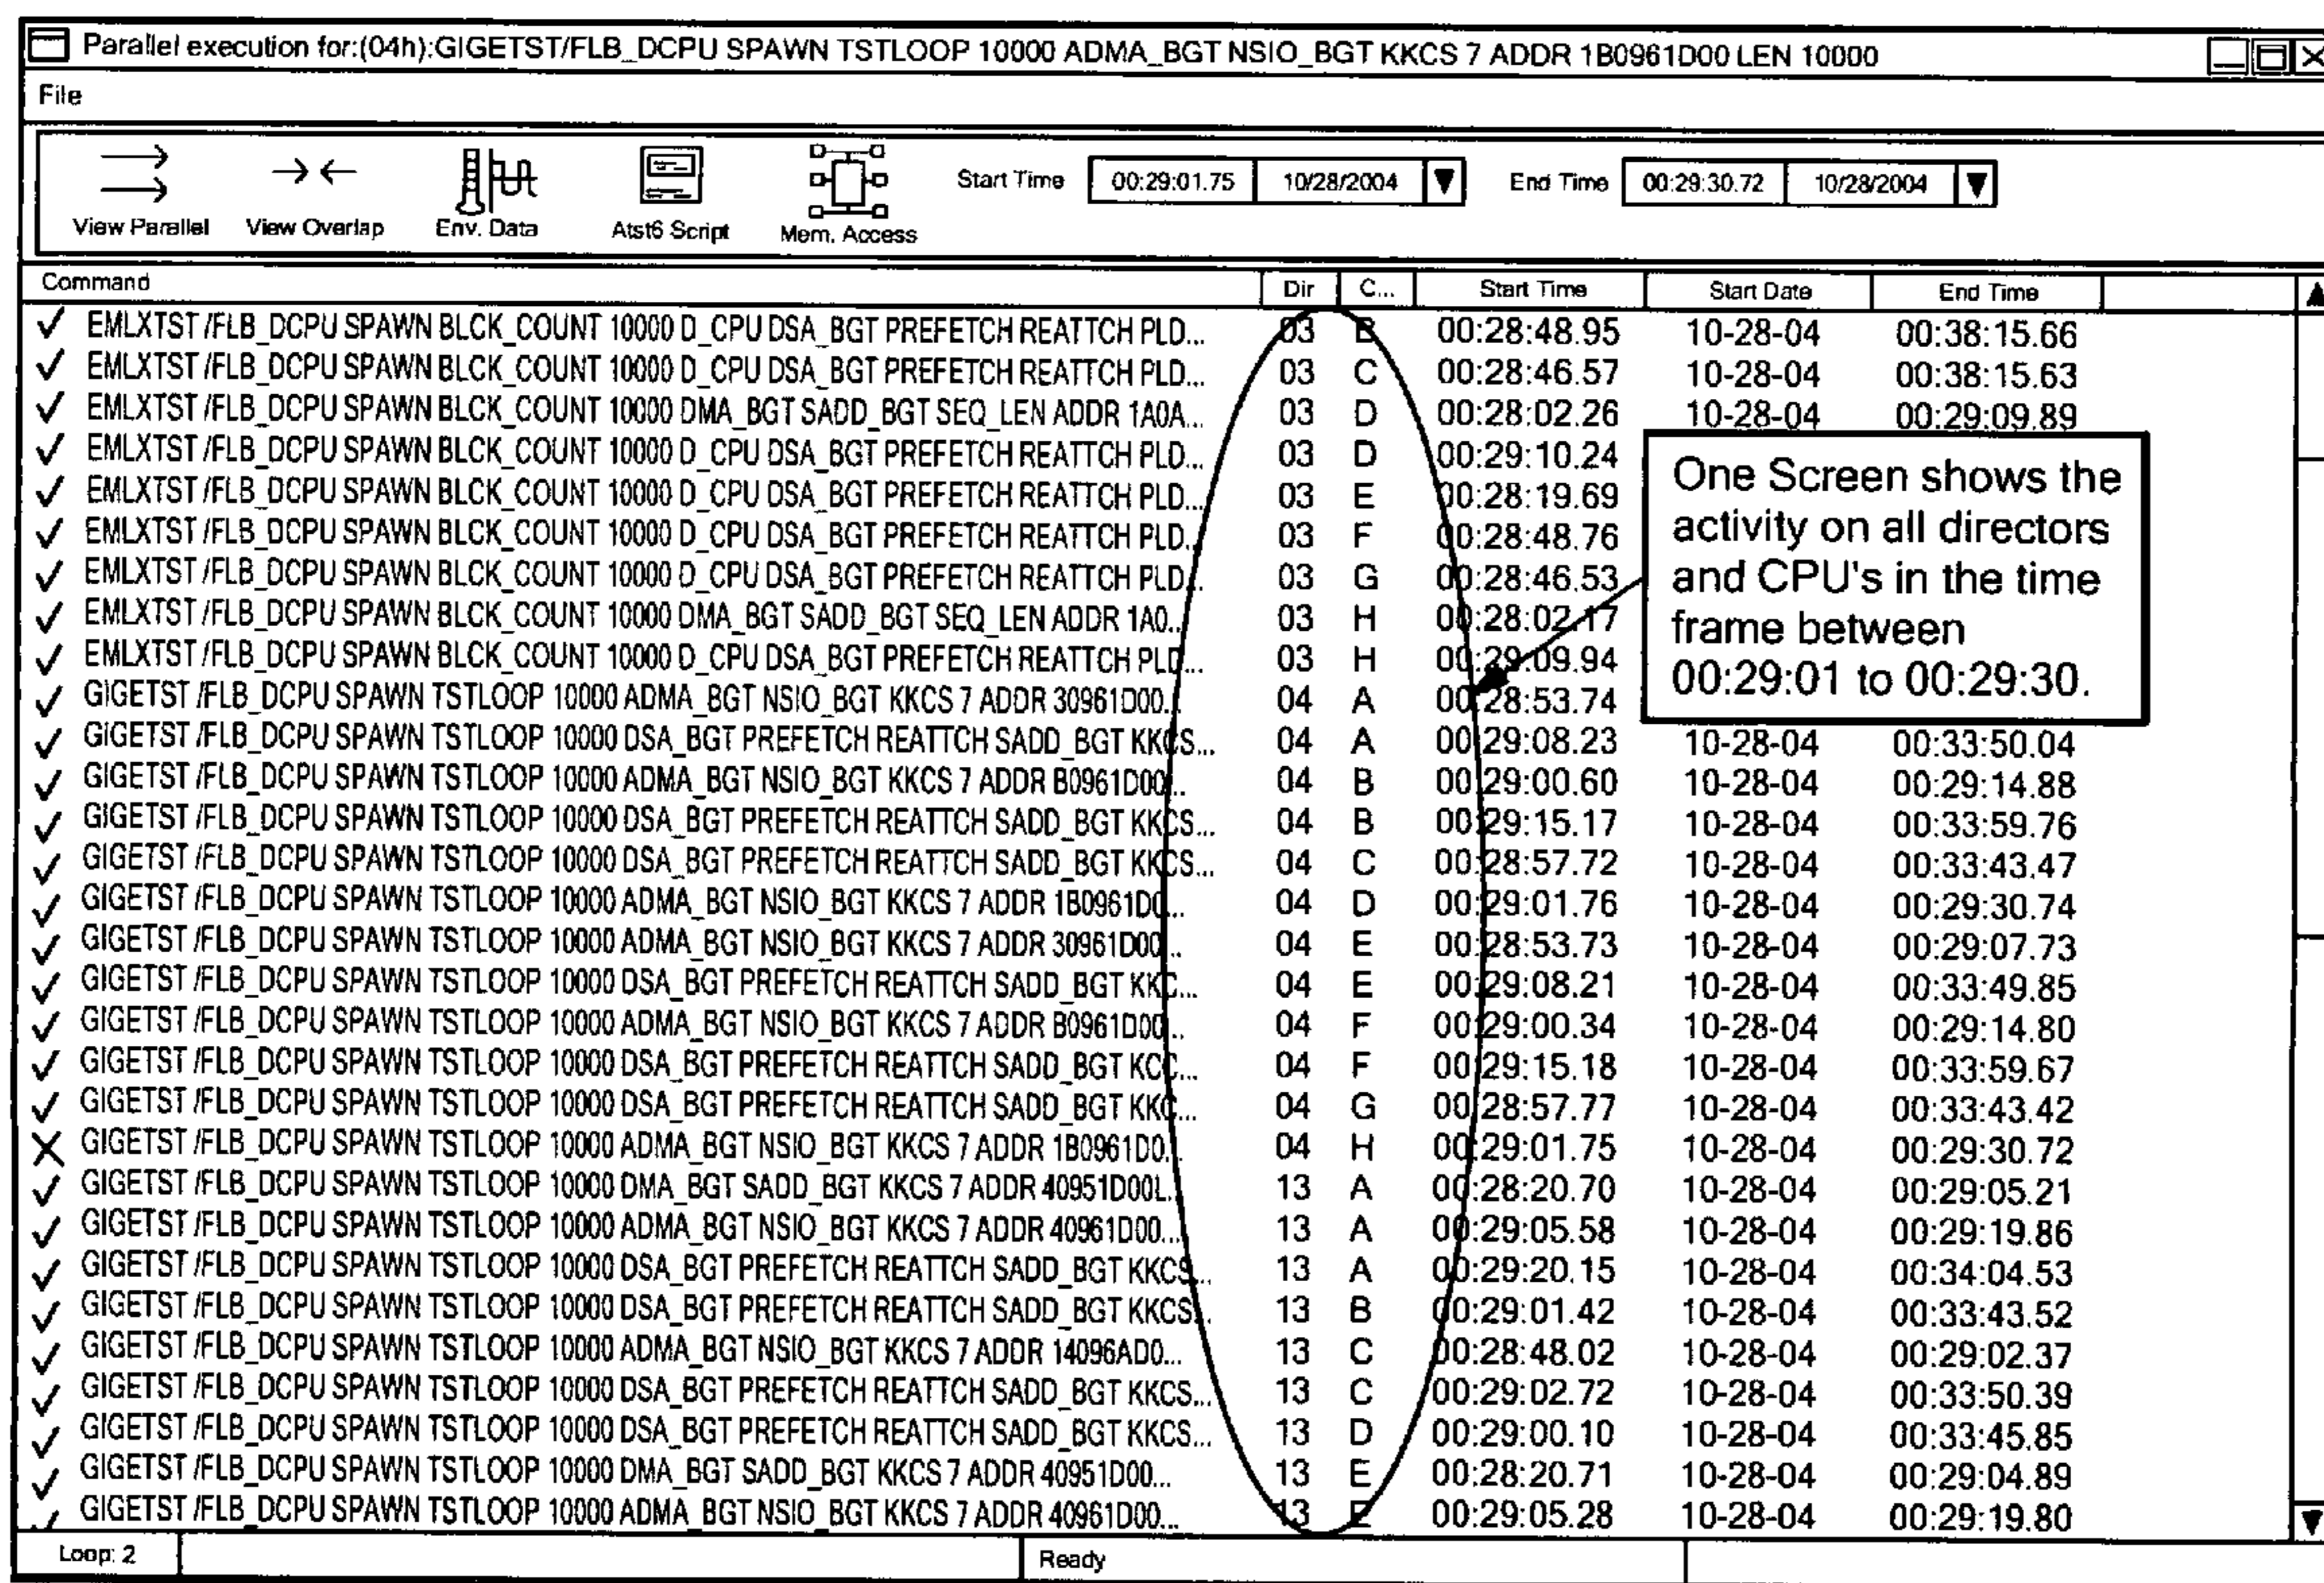 Parallel execution for:(04h):GIGETST/FLB_DCPU SPAWN TSTLOOP 10000 ADMA_BGT NSIO_BGT KKCS 7 ADDR 1B0961D00 LEN 10000
File
View Parallel View Overlap Env. Data Atst6 Script Mem. Access Start Time 00:29:01.75 10/28/2004 End Time 00:29:30.72 10/28/2004
Command Dir C... Start Time Start Date End Time
EMLXTST /FLB_DCPU SPAWN BLCK_COUNT 10000 D_CPU DSA_BGT PREFETCH REATTCH PLD... 03 B 00:28:48.95 10-28-04 00:38:15.66
EMLXTST /FLB_DCPU SPAWN BLCK_COUNT 10000 D_CPU DSA_BGT PREFETCH REATTCH PLD... 03 C 00:28:46.57 10-28-04 00:38:15.63
EMLXTST /FLB_DCPU SPAWN BLCK_COUNT 10000 DMA_BGT SADD_BGT SEQ_LEN ADDR 1A0A... 03 D 00:28:02.26 10-28-04 00:29:09.89
EMLXTST /FLB_DCPU SPAWN BLCK_COUNT 10000 D_CPU DSA_BGT PREFETCH REATTCH PLD... 03 D 00:29:10.24
EMLXTST /FLB_DCPU SPAWN BLCK_COUNT 10000 D_CPU DSA_BGT PREFETCH REATTCH PLD... 03 E 00:28:19.69
EMLXTST /FLB_DCPU SPAWN BLCK_COUNT 10000 D_CPU DSA_BGT PREFETCH REATTCH PLD.. 03 F 00:28:48.76
EMLXTST /FLB_DCPU SPAWN BLCK_COUNT 10000 D_CPU DSA_BGT PREFETCH REATTCH PLD... 03 G 00:28:46.53
EMLXTST /FLB_DCPU SPAWN BLCK_COUNT 10000 DMA_BGT SADD_BGT SEQ_LEN ADDR 1A0... 03 H 00:28:02.17
EMLXTST /FLB_DCPU SPAWN BLCK_COUNT 10000 D_CPU DSA_BGT PREFETCH REATTCH PLD... 03 H 00:29:09.94
GIGETST /FLB_DCPU SPAWN TSTLOOP 10000 ADMA_BGT NSIO_BGT KKCS 7 ADDR 30961D00... 04 A 00:28:53.74
One Screen shows the
activity on all directors
and CPU's in the time
frame between
00:29:01 to 00:29:30.
GIGETST /FLB_DCPU SPAWN TSTLOOP 10000 DSA_BGT PREFETCH REATTCH SADD_BGT KKCS... 04 A 00:29:08.23 10-28-04 00:33:50.04
GIGETST /FLB_DCPU SPAWN TSTLOOP 10000 ADMA_BGT NSIO_BGT KKCS 7 ADDR B0961D00... 04 B 00:29:00.60 10-28-04 00:29:14.88
GIGETST /FLB_DCPU SPAWN TSTLOOP 10000 DSA_BGT PREFETCH REATTCH SADD_BGT KKCS... 04 B 00:29:15.17 10-28-04 00:33:59.76
GIGETST /FLB_DCPU SPAWN TSTLOOP 10000 DSA_BGT PREFETCH REATTCH SADD_BGT KKCS... 04 C 00:28:57.72 10-28-04 00:33:43.47
GIGETST /FLB_DCPU SPAWN TSTLOOP 10000 ADMA_BGT NSIO_BGT KKCS 7 ADDR 1B0961D0... 04 D 00:29:01.76 10-28-04 00:29:30.74
GIGETST /FLB_DCPU SPAWN TSTLOOP 10000 ADMA_BGT NSIO_BGT KKCS 7 ADDR 30961D00... 04 E 00:28:53.73 10-28-04 00:29:07.73
GIGETST /FLB_DCPU SPAWN TSTLOOP 10000 DSA_BGT PREFETCH REATTCH SADD_BGT KKC... 04 E 00:29:08.21 10-28-04 00:33:49.85
GIGETST /FLB_DCPU SPAWN TSTLOOP 10000 ADMA_BGT NSIO_BGT KKCS 7 ADDR B0961D00... 04 F 00:29:00.34 10-28-04 00:29:14.80
GIGETST /FLB_DCPU SPAWN TSTLOOP 10000 DSA_BGT PREFETCH REATTCH SADD_BGT KCC... 04 F 00:29:15.18 10-28-04 00:33:59.67
GIGETST /FLB_DCPU SPAWN TSTLOOP 10000 DSA_BGT PREFETCH REATTCH SADD_BGT KKC... 04 G 00:28:57.77 10-28-04 00:33:43.42
GIGETST /FLB_DCPU SPAWN TSTLOOP 10000 ADMA_BGT NSIO_BGT KKCS 7 ADDR 1B0961D0... 04 H 00:29:01.75 10-28-04 00:29:30.72
GIGETST /FLB_DCPU SPAWN TSTLOOP 10000 DMA_BGT SADD_BGT KKCS 7 ADDR 40951D00L... 13 A 00:28:20.70 10-28-04 00:29:05.21
GIGETST /FLB_DCPU SPAWN TSTLOOP 10000 ADMA_BGT NSIO_BGT KKCS 7 ADDR 40961D00... 13 A 00:29:05.58 10-28-04 00:29:19.86
GIGETST /FLB_DCPU SPAWN TSTLOOP 10000 DSA_BGT PREFETCH REATTCH SADD_BGT KKCS... 13 A 00:29:20.15 10-28-04 00:34:04.53
GIGETST /FLB_DCPU SPAWN TSTLOOP 10000 DSA_BGT PREFETCH REATTCH SADD_BGT KKCS... 13 B 00:29:01.42 10-28-04 00:33:43.52
GIGETST /FLB_DCPU SPAWN TSTLOOP 10000 ADMA_BGT NSIO_BGT KKCS 7 ADDR 14096AD0... 13 C 00:28:48.02 10-28-04 00:29:02.37
GIGETST /FLB_DCPU SPAWN TSTLOOP 10000 DSA_BGT PREFETCH REATTCH SADD_BGT KKCS... 13 C 00:29:02.72 10-28-04 00:33:50.39
GIGETST /FLB_DCPU SPAWN TSTLOOP 10000 DSA_BGT PREFETCH REATTCH SADD_BGT KKCS... 13 D 00:29:00.10 10-28-04 00:33:45.85
GIGETST /FLB_DCPU SPAWN TSTLOOP 10000 DMA_BGT SADD_BGT KKCS 7 ADDR 40951D00... 13 E 00:28:20.71 10-28-04 00:29:04.89
GIGETST /FLB_DCPU SPAWN TSTLOOP 10000 ADMA_BGT NSIO_BGT KKCS 7 ADDR 40961D00... 13 E 00:29:05.28 10-28-04 00:29:19.80
Loop: 2 Ready